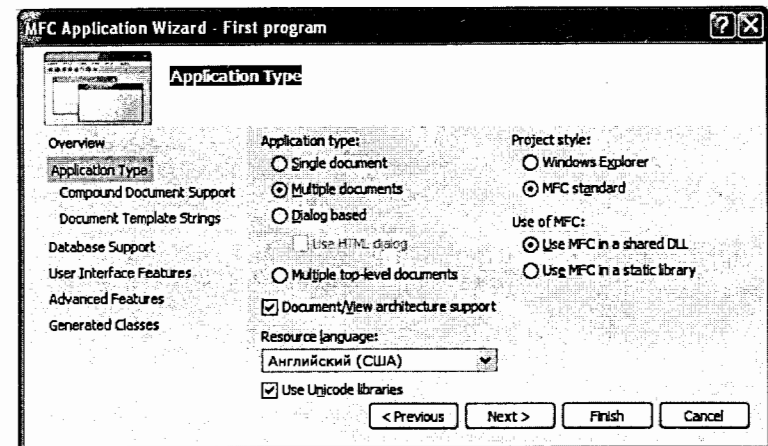 MFC Application Wizard - First program
Application Type
Overview
Application Type
Compound Document Support
Document Template Strings
Database Support
User Interface Features
Advanced Features
Generated Classes
Application type:
Single document
Multiple documents
Dialog based
Use HTML dialog
Multiple top-level documents
Document/View architecture support
Resource language:
Английский (США)
Use Unicode libraries
Project style:
Windows Explorer
MFC standard
Use of MFC:
Use MFC in a shared DLL
Use MFC in a static library
< Previous
Next >
Finish
Cancel